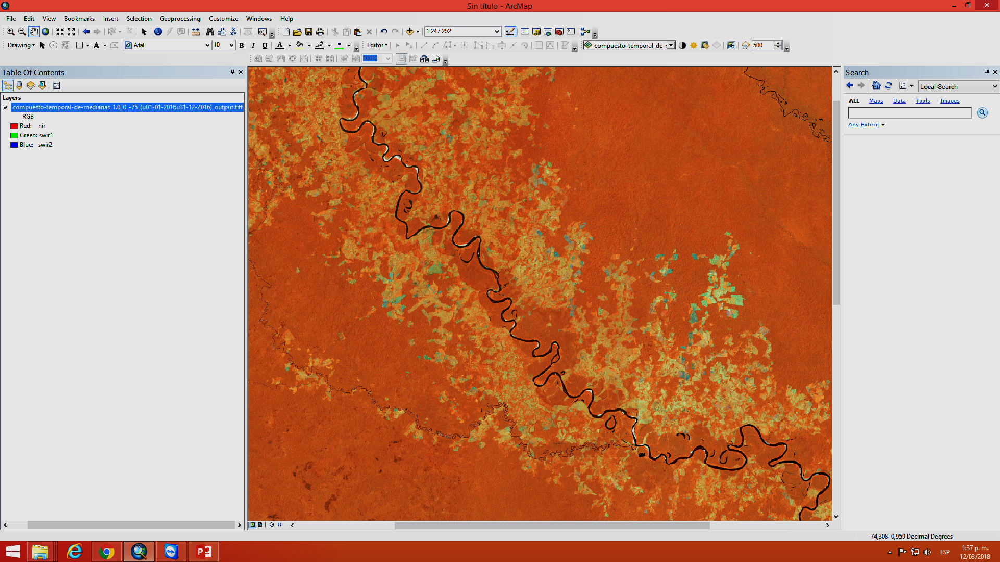 Sin título - ArcMap
File Edit View Bookmarks Insert Selection Geoprocessing Customize Windows Help
1:247.292
Drawing Arial 10 B I U A Editor compuesto-temporal-de-r 500
100%
Table Of Contents
Layers
compuesto-temporal-de-medianas_1.0_0_-75_(u01-01-2016u31-12-2016)_output.tiff
RGB
Red: nir
Green: swir1
Blue: swir2
Search
Local Search
ALL Maps Data Tools Images
Any Extent
-74,308 0,959 Decimal Degrees
ESP
1:37 p. m.
12/03/2018